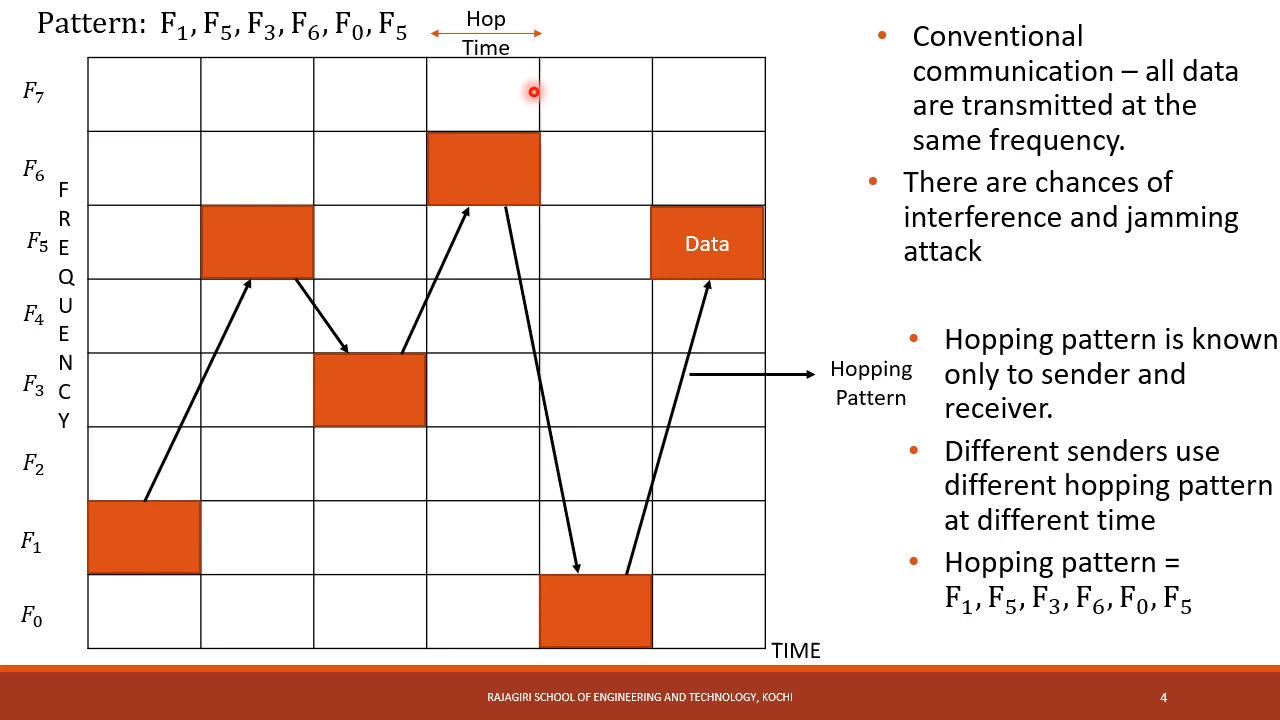 Pattern: F₁, F₅, F₃, F₆, F₀, F₅
Hop
Time
F₇
F₆
F₅
F₄
F₃
F₂
F₁
F₀
FREQUENCY
Data
Hopping
Pattern
TIME
• Conventional
communication – all data
are transmitted at the
same frequency.
• There are chances of
interference and jamming
attack
• Hopping pattern is known
only to sender and
receiver.
• Different senders use
different hopping pattern
at different time
• Hopping pattern =
F₁, F₅, F₃, F₆, F₀, F₅
RAJAGIRI SCHOOL OF ENGINEERING AND TECHNOLOGY, KOCHI
4